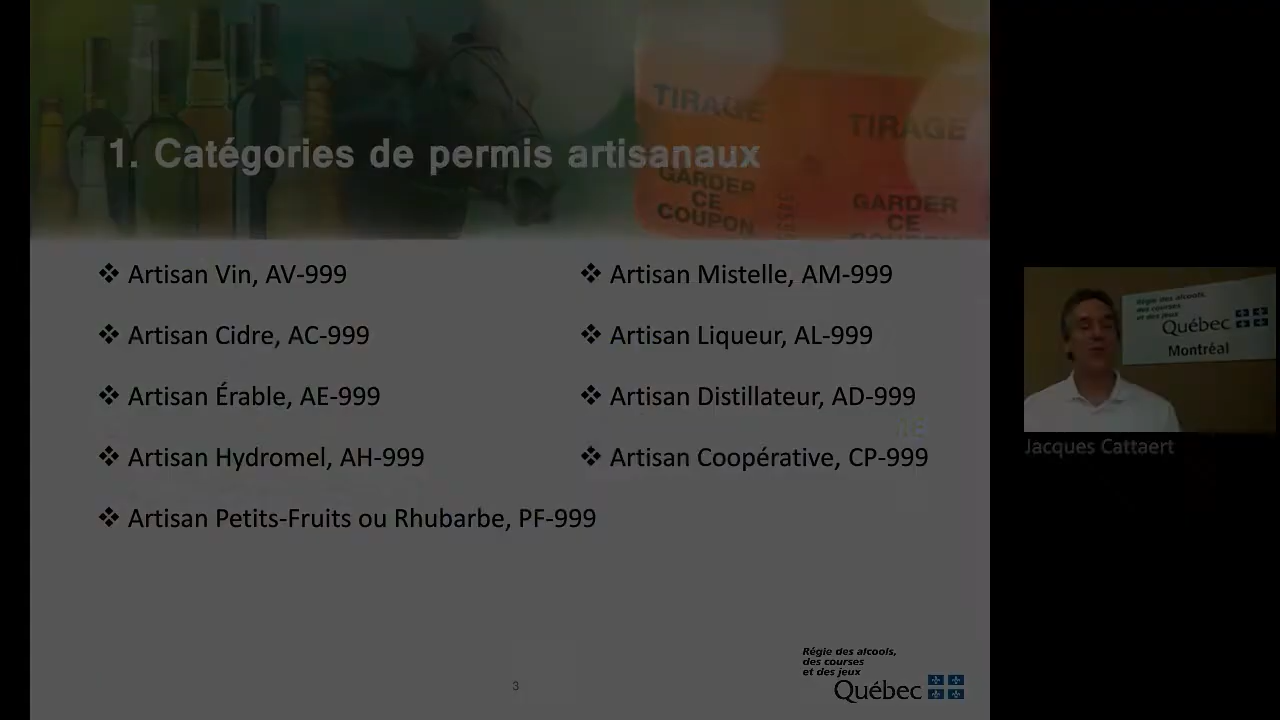 TIRAGE
TIRAGE
1. Catégories de permis artisanaux
GARDER
CE
COUPON
GARDER
CE
Artisan Vin, AV-999
Artisan Cidre, AC-999
Artisan Érable, AE-999
Artisan Hydromel, AH-999
Artisan Petits-Fruits ou Rhubarbe, PF-999
Artisan Mistelle, AM-999
Artisan Liqueur, AL-999
Artisan Distillateur, AD-999
Artisan Coopérative, CP-999
Régie des alcools,
des courses
et des jeux
Québec
Montréal
Jacques Cattaert
3
Régie des alcools,
des courses
et des jeux
Québec